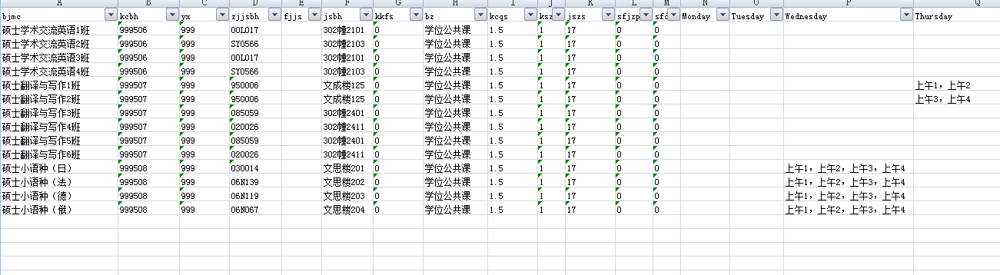 A B C D E F G H I J K L M N O P Q
bjmc kcbh yx zjjsbh fjjs jsbh kkfs bz kcqs ksz jszs sfjzp sfd Monday Tuesday Wednesday Thursday
硕士学术交流英语1班 999506 999 00L017 302幢2101 0 学位公共课 1.5 1 17 0 0
硕士学术交流英语2班 999506 999 SY0566 302幢2103 0 学位公共课 1.5 1 17 0 0
硕士学术交流英语3班 999506 999 00L017 302幢2101 0 学位公共课 1.5 1 17 0 0
硕士学术交流英语4班 999506 999 SY0566 302幢2103 0 学位公共课 1.5 1 17 0 0
硕士翻译与写作1班 999507 999 950006 文成楼125 0 学位公共课 1.5 1 17 0 0 上午1，上午2
硕士翻译与写作2班 999507 999 950006 文成楼125 0 学位公共课 1.5 1 17 0 0 上午3，上午4
硕士翻译与写作3班 999507 999 085059 302幢2401 0 学位公共课 1.5 1 17 0 0
硕士翻译与写作4班 999507 999 020026 302幢2411 0 学位公共课 1.5 1 17 0 0
硕士翻译与写作5班 999507 999 085059 302幢2401 0 学位公共课 1.5 1 17 0 0
硕士翻译与写作6班 999507 999 020026 302幢2411 0 学位公共课 1.5 1 17 0 0
硕士小语种（日） 999508 999 030014 文思楼201 0 学位公共课 1.5 1 17 0 0 上午1，上午2，上午3，上午4
硕士小语种（法） 999508 999 06N139 文思楼202 0 学位公共课 1.5 1 17 0 0 上午1，上午2，上午3，上午4
硕士小语种（德） 999508 999 06N119 文思楼203 0 学位公共课 1.5 1 17 0 0 上午1，上午2，上午3，上午4
硕士小语种（俄） 999508 999 06N067 文思楼204 0 学位公共课 1.5 1 17 0 0 上午1，上午2，上午3，上午4